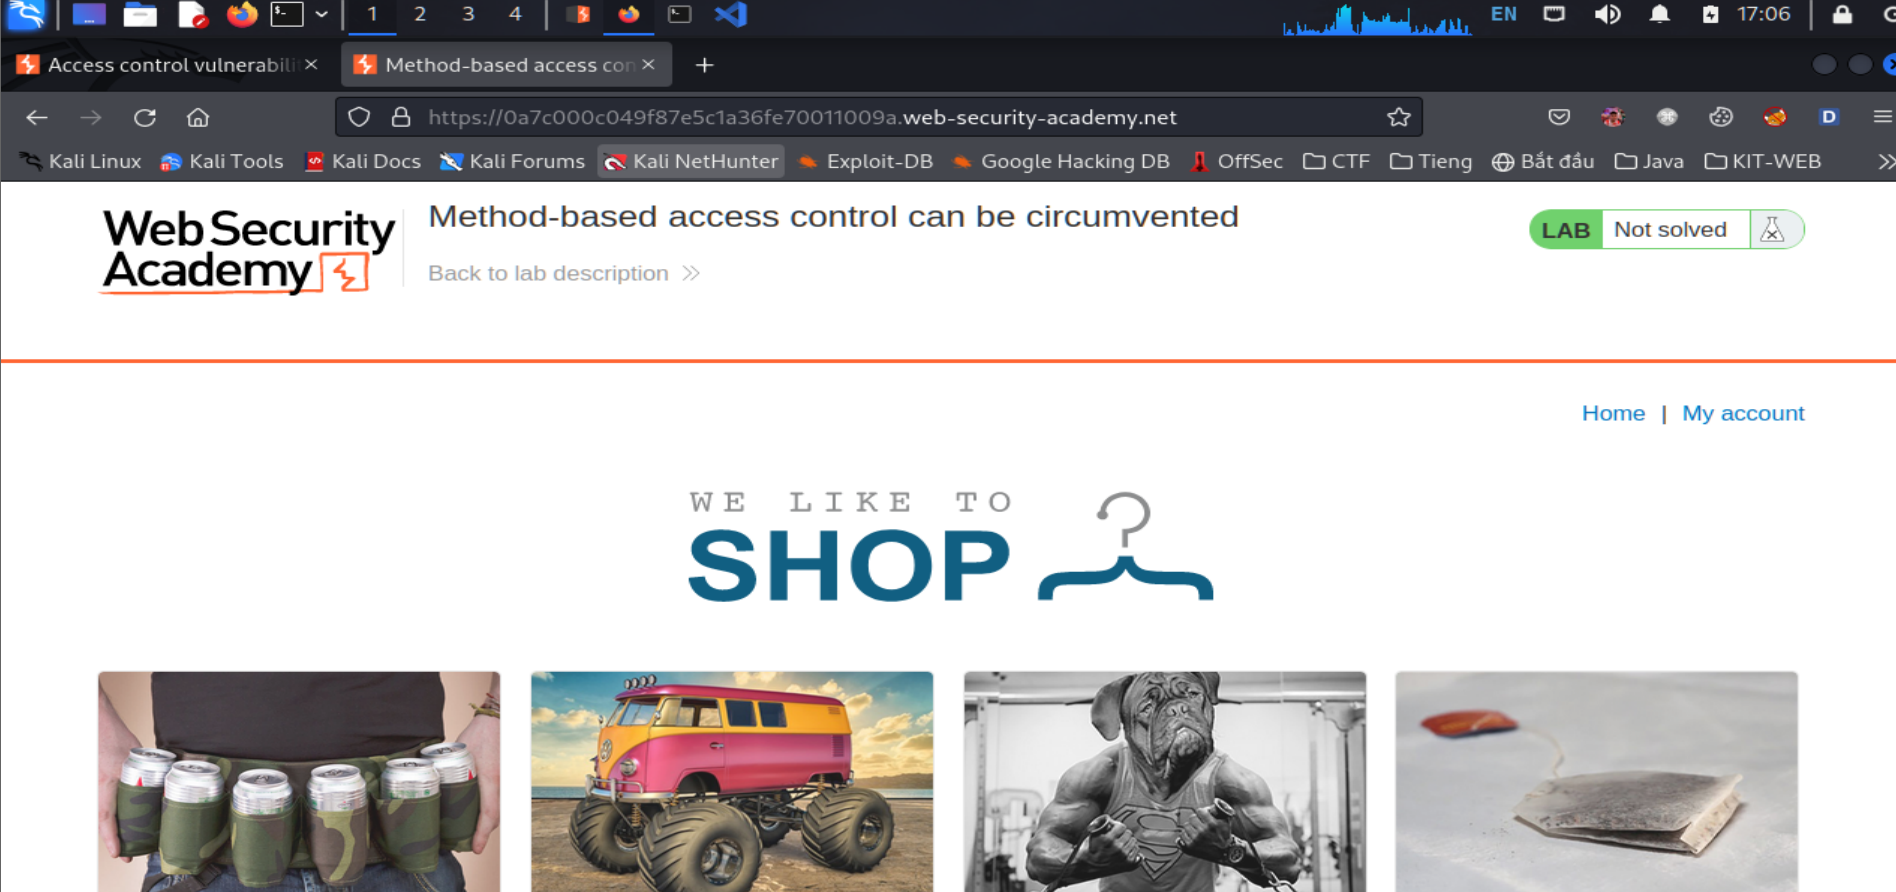 1 2 3 4 EN 17:06
Access control vulnerabili Method-based access con
https://0a7c000c049f87e5c1a36fe70011009a.web-security-academy.net
Kali Linux Kali Tools Kali Docs Kali Forums Kali NetHunter Exploit-DB Google Hacking DB OffSec CTF Tieng Bắt đầu Java KIT-WEB
Web Security
Academy
Method-based access control can be circumvented
Back to lab description
LAB Not solved
Home | My account
WE LIKE TO
SHOP